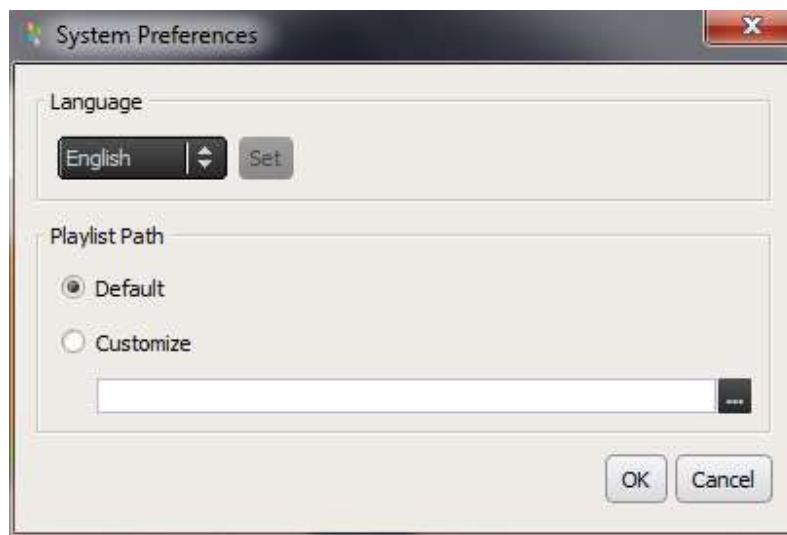 System Preferences
Language
English Set
Playlist Path
Default
Customize
...
OK Cancel